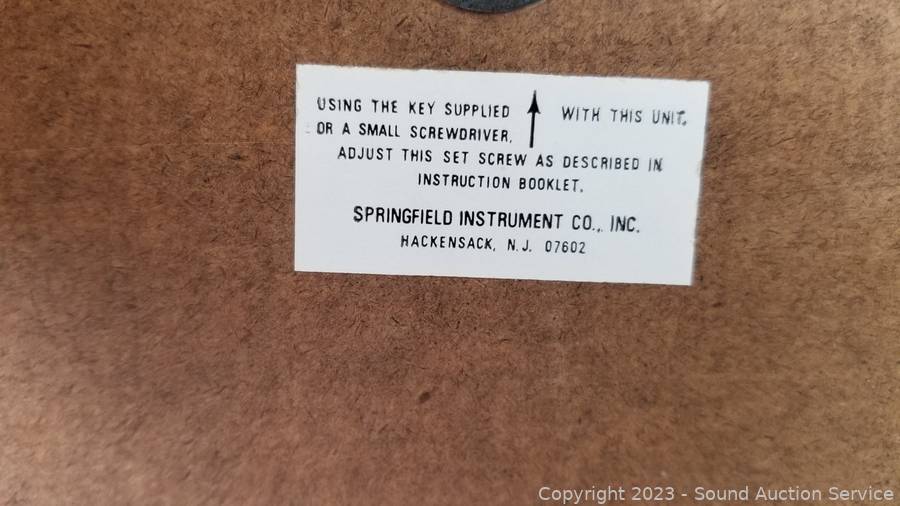 USING THE KEY SUPPLIED WITH THIS UNIT,
OR A SMALL SCREWDRIVER,
ADJUST THIS SET SCREW AS DESCRIBED IN
INSTRUCTION BOOKLET.
SPRINGFIELD INSTRUMENT CO., INC.
HACKENSACK, N.J. 07602
Copyright © 2023 - Sound Auction Service